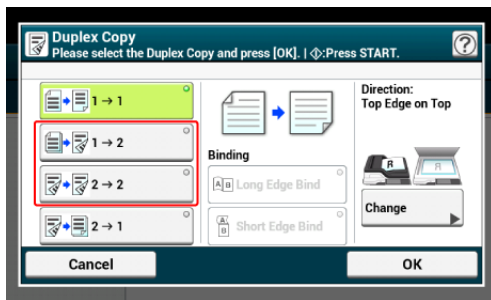 Duplex Copy
Please select the Duplex Copy and press [OK]. | ◇:Press START.
?
1 → 1
1 → 2
2 → 2
2 → 1
Binding
A B Long Edge Bind
A B Short Edge Bind
Direction:
Top Edge on Top
R R
Change
Cancel
OK